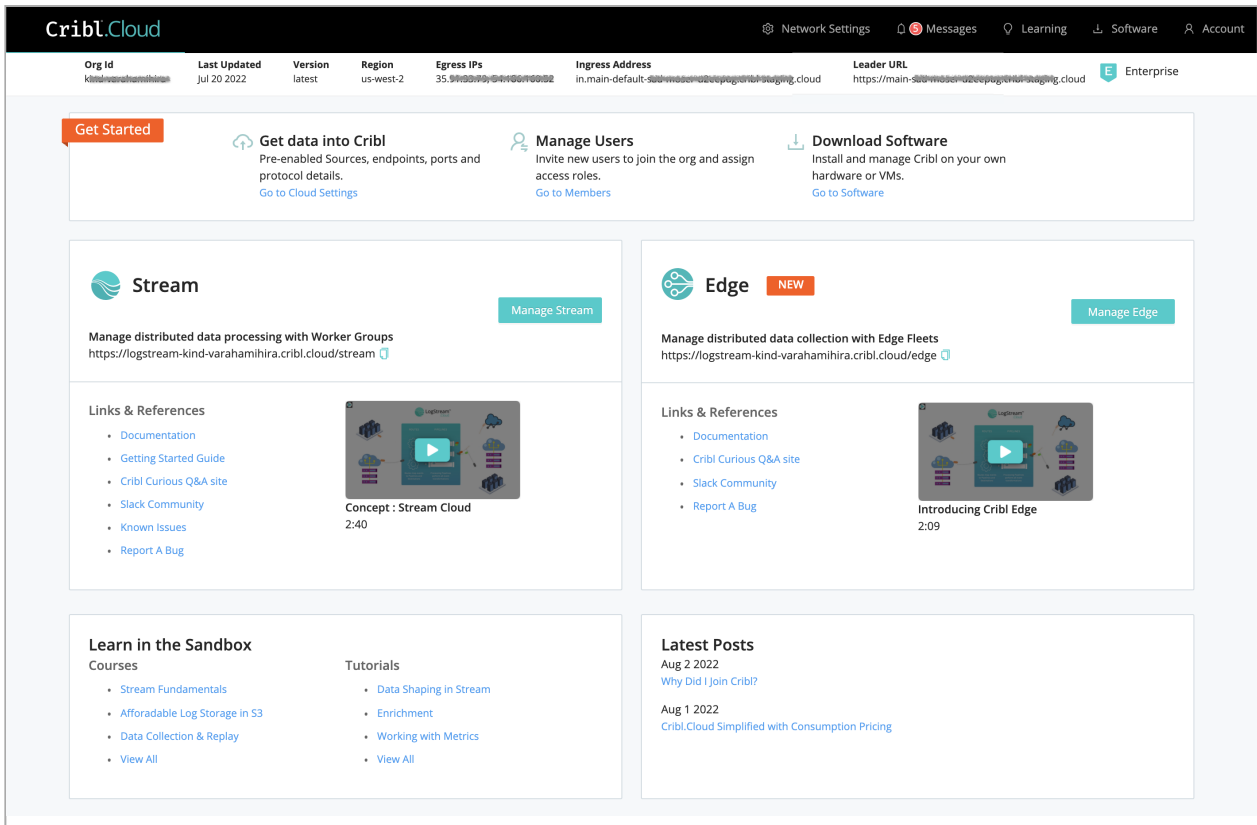 Cribl.Cloud
Network Settings
5 Messages
Learning
Software
Account
Org Id
Last Updated
Jul 20 2022
Version
latest
Region
us-west-2
Egress IPs
Ingress Address
Leader URL
E Enterprise
Get Started
Get data into Cribl
Pre-enabled Sources, endpoints, ports and
protocol details.
Go to Cloud Settings
Manage Users
Invite new users to join the org and assign
access roles.
Go to Members
Download Software
Install and manage Cribl on your own
hardware or VMs.
Go to Software
Stream
Manage Stream
Manage distributed data processing with Worker Groups
https://logstream-kind-varahamihira.cribl.cloud/stream
Links & References
Documentation
Getting Started Guide
Cribl Curious Q&A site
Slack Community
Known Issues
Report A Bug
LogStream
Concept : Stream Cloud
2:40
Edge
NEW
Manage Edge
Manage distributed data collection with Edge Fleets
https://logstream-kind-varahamihira.cribl.cloud/edge
Links & References
Documentation
Cribl Curious Q&A site
Slack Community
Report A Bug
LogStream
Introducing Cribl Edge
2:09
Learn in the Sandbox
Courses
Stream Fundamentals
Afforadable Log Storage in S3
Data Collection & Replay
View All
Tutorials
Data Shaping in Stream
Enrichment
Working with Metrics
View All
Latest Posts
Aug 2 2022
Why Did I Join Cribl?
Aug 1 2022
Cribl.Cloud Simplified with Consumption Pricing